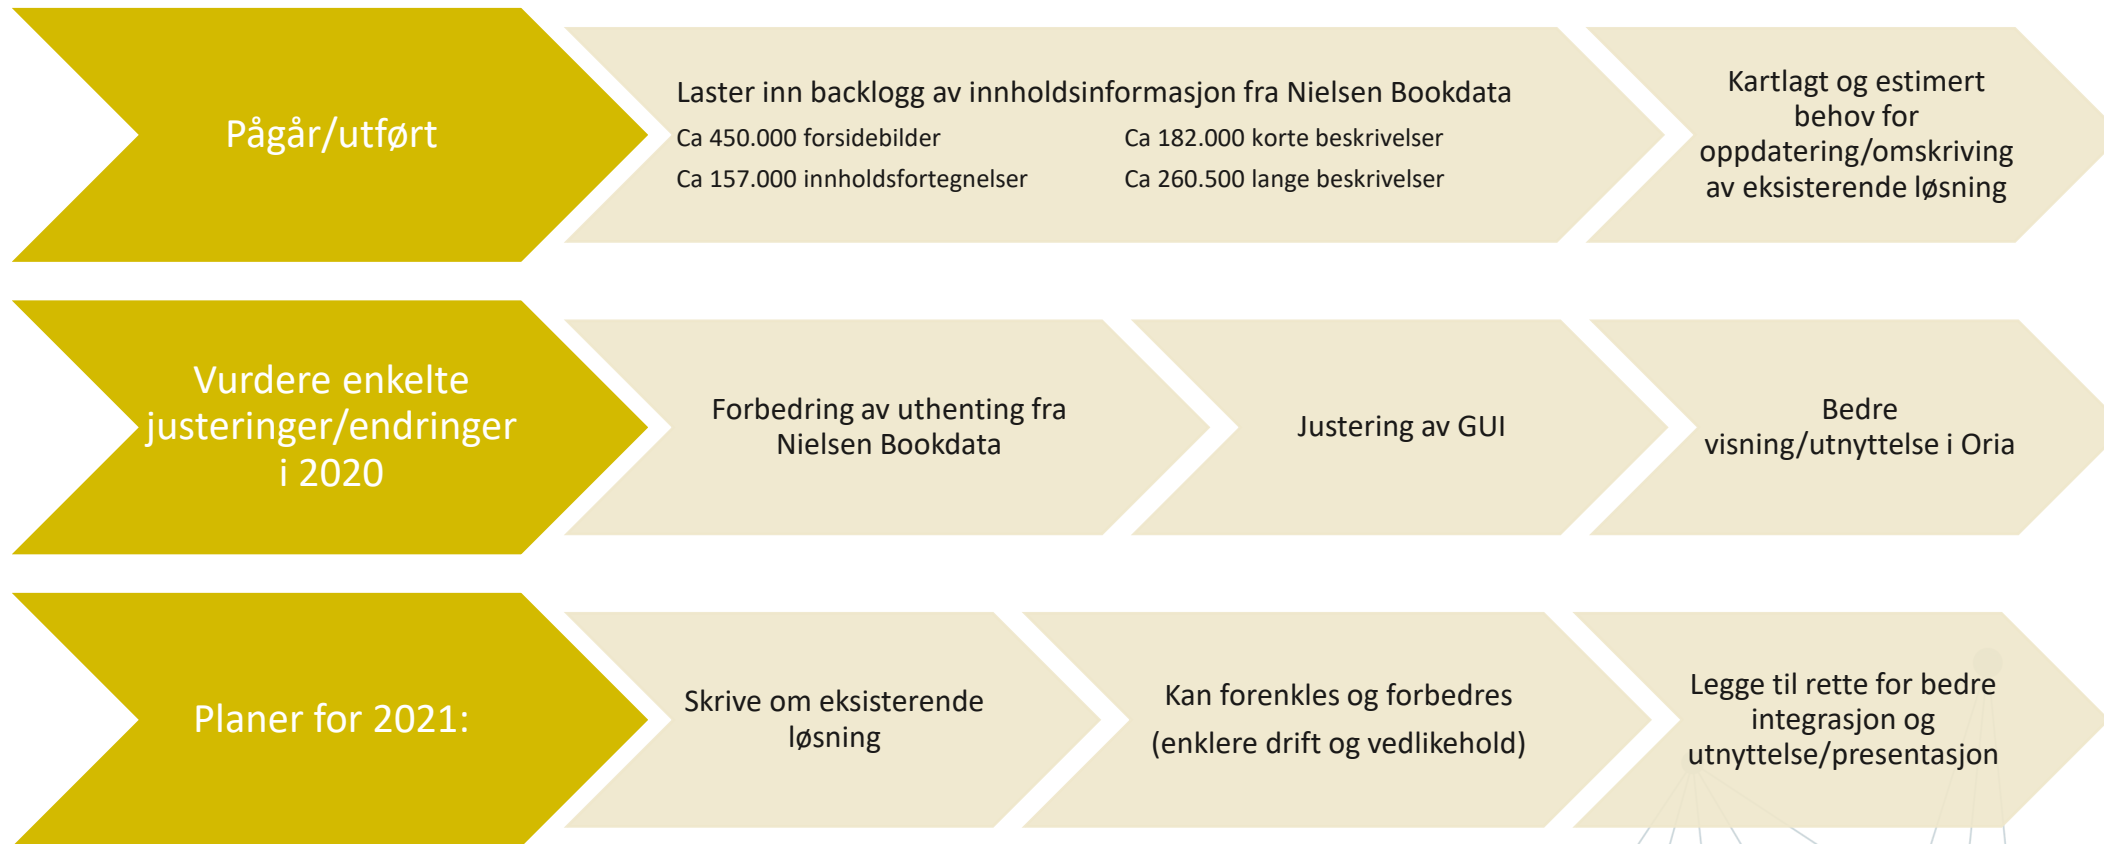 Pågår/utført
Laster inn backlogg av innholdsinformasjon fra Nielsen Bookdata
Ca 450.000 forsidebilder
Ca 182.000 korte beskrivelser
Ca 157.000 innholdsfortegnelser
Ca 260.500 lange beskrivelser
Kartlagt og estimert
behov for
oppdatering/omskriving
av eksisterende løsning
Vurdere enkelte
justeringer/endringer
i 2020
Forbedring av uthenting fra
Nielsen Bookdata
Justering av GUI
Bedre
visning/utnyttelse i Oria
Planer for 2021:
Skrive om eksisterende
løsning
Kan forenkles og forbedres
(enklere drift og vedlikehold)
Legge til rette for bedre
integrasjon og
utnyttelse/presentasjon